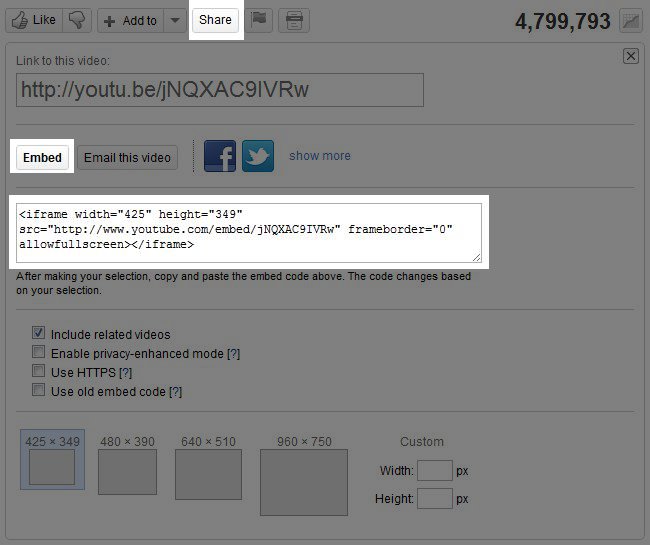 Like Add to Share 4,799,793
Link to this video:
http://youtu.be/jNQXAC9IVRw
Embed Email this video show more
<iframe width="425" height="349"
src="http://www.youtube.com/embed/jNQXAC9IVRw" frameborder="0"
allowfullscreen></iframe>
After making your selection, copy and paste the embed code above. The code changes based
on your selection.
Include related videos
Enable privacy-enhanced mode [?]
Use HTTPS [?]
Use old embed code [?]
425 × 349 480 × 390 640 × 510 960 × 750 Custom
Width: px
Height: px